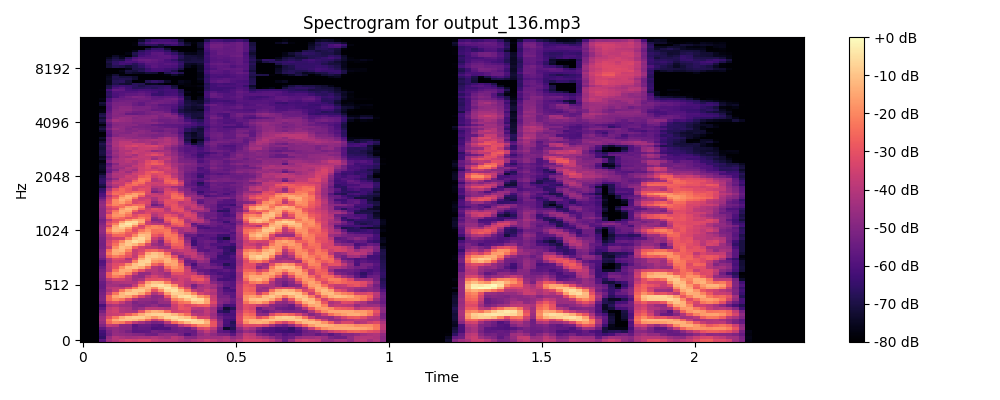 Spectrogram for output_136.mp3
Hz
8192
4096
2048
1024
512
0
0
0.5
1
1.5
2
Time
+0 dB
-10 dB
-20 dB
-30 dB
-40 dB
-50 dB
-60 dB
-70 dB
-80 dB